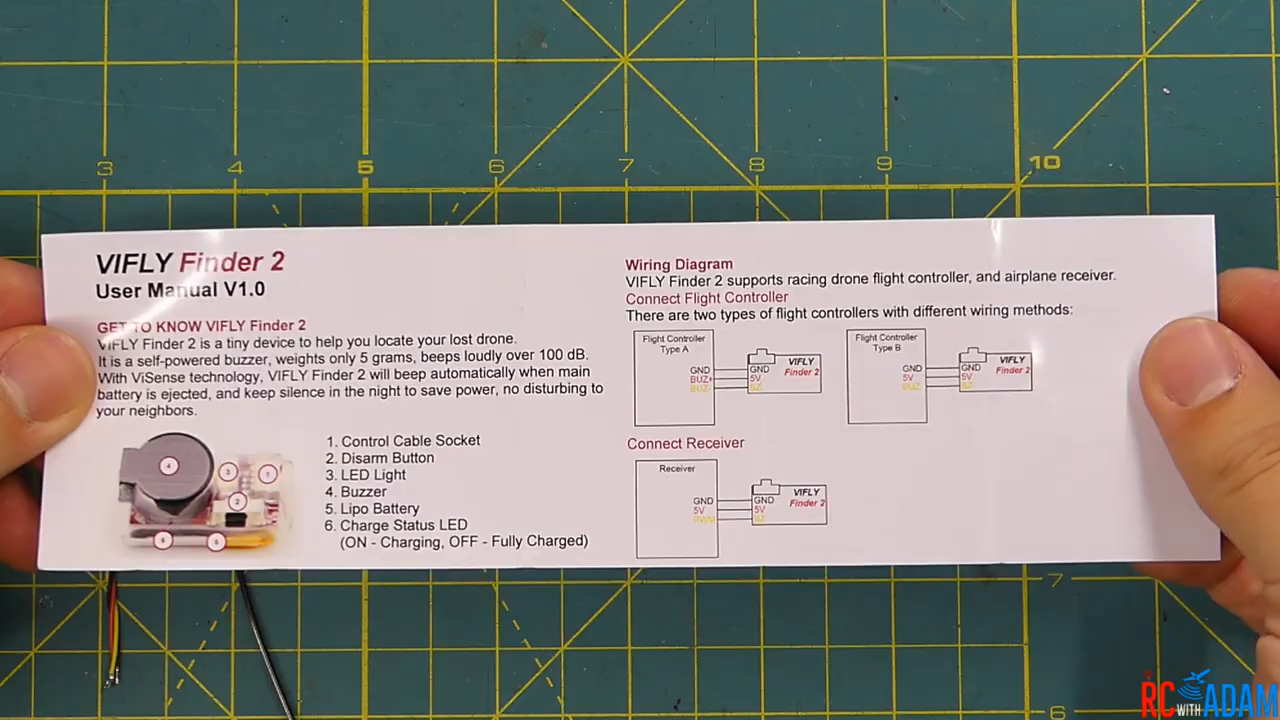 3 4 5 6 7 8 9 10
VIFLY Finder 2
User Manual V1.0
GET TO KNOW VIFLY Finder 2
VIFLY Finder 2 is a tiny device to help you locate your lost drone.
It is a self-powered buzzer, weights only 5 grams, beeps loudly over 100 dB.
With ViSense technology, VIFLY Finder 2 will beep automatically when main
battery is ejected, and keep silence in the night to save power, no disturbing to
your neighbors.
4
3
1
2
6
5
1. Control Cable Socket
2. Disarm Button
3. LED Light
4. Buzzer
5. Lipo Battery
6. Charge Status LED
(ON - Charging, OFF - Fully Charged)
Wiring Diagram
VIFLY Finder 2 supports racing drone flight controller, and airplane receiver.
Connect Flight Controller
There are two types of flight controllers with different wiring methods:
Flight Controller
Type A
GND
BUZ+
BUZ-
GND
5V
BZ
VIFLY
Finder 2
Flight Controller
Type B
GND
5V
BUZ
GND
5V
BZ
VIFLY
Finder 2
Connect Receiver
Receiver
GND
5V
PWM
GND
5V
BZ
VIFLY
Finder 2
7
6
RC WITH ADAM